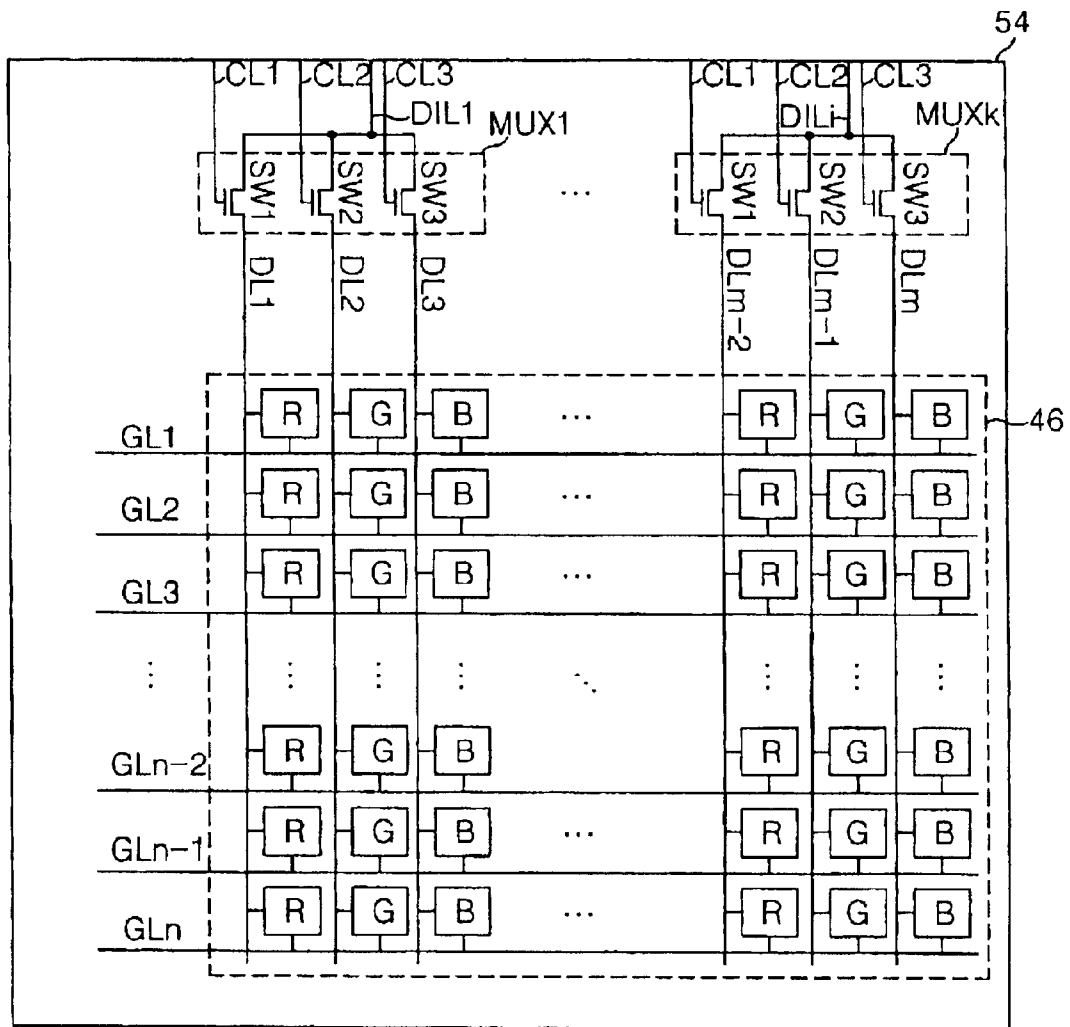 54
CL1 CL2 CL3 CL1 CL2 CL3
DIL1 MUX1 DILi MUXk
SW1 SW2 SW3 ... SW1 SW2 SW3
DL1 DL2 DL3 DLm-2 DLm-1 DLm
R G B ... R G B 46
GL1
R G B ... R G B
GL2
R G B ... R G B
GL3
... ... ... ... ... ... ... ...
R G B R G B
GLn-2
R G B ... R G B
GLn-1
R G B ... R G B
GLn